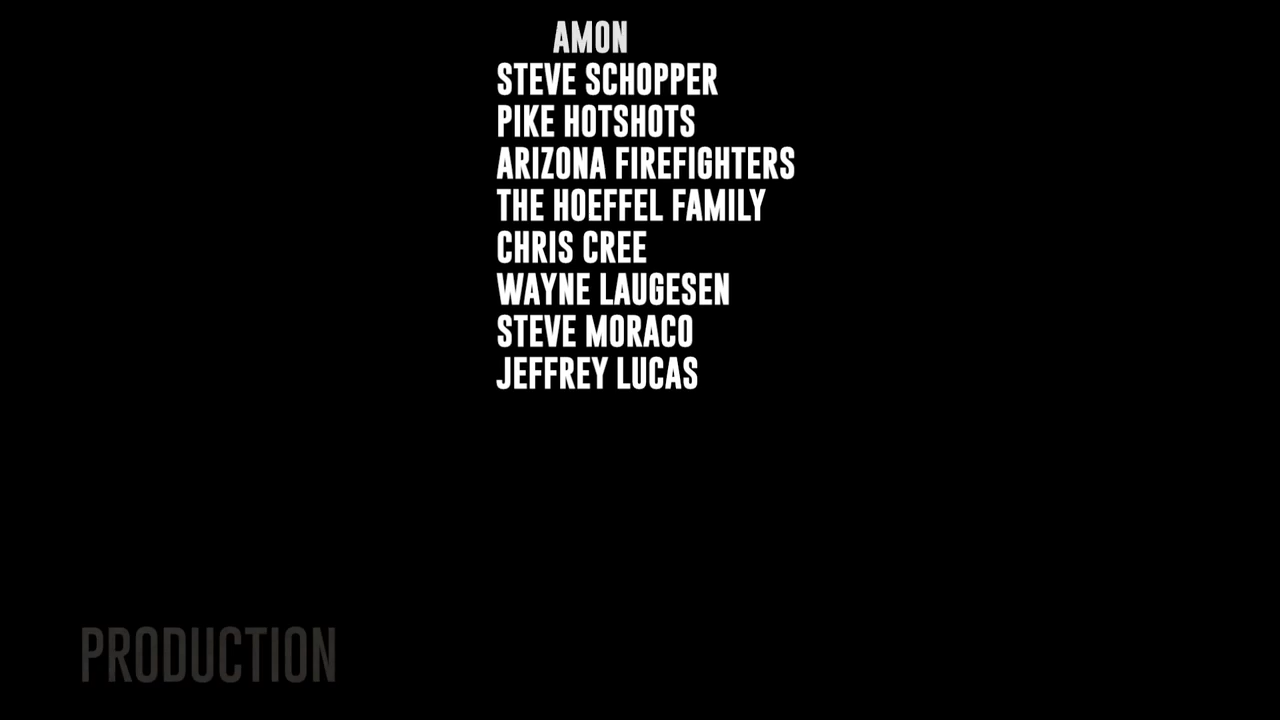 AMON
STEVE SCHOPPER
PIKE HOTSHOTS
ARIZONA FIREFIGHTERS
THE HOEFFEL FAMILY
CHRIS CREE
WAYNE LAUGESEN
STEVE MORACO
JEFFREY LUCAS
PRODUCTION